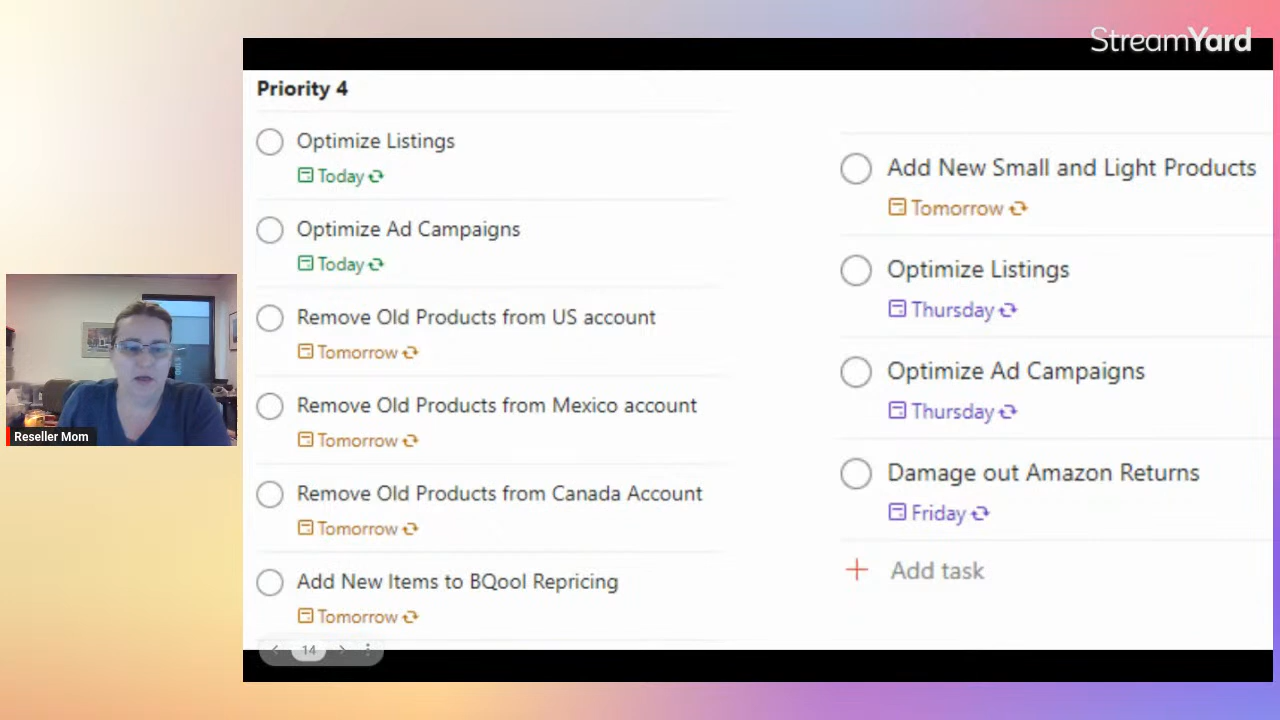 StreamYard
Priority 4
Optimize Listings
Today
Optimize Ad Campaigns
Today
Remove Old Products from US account
Tomorrow
Remove Old Products from Mexico account
Tomorrow
Remove Old Products from Canada Account
Tomorrow
Add New Items to BQool Repricing
Tomorrow
Add New Small and Light Products
Tomorrow
Optimize Listings
Thursday
Optimize Ad Campaigns
Thursday
Damage out Amazon Returns
Friday
+ Add task
14
Reseller Mom